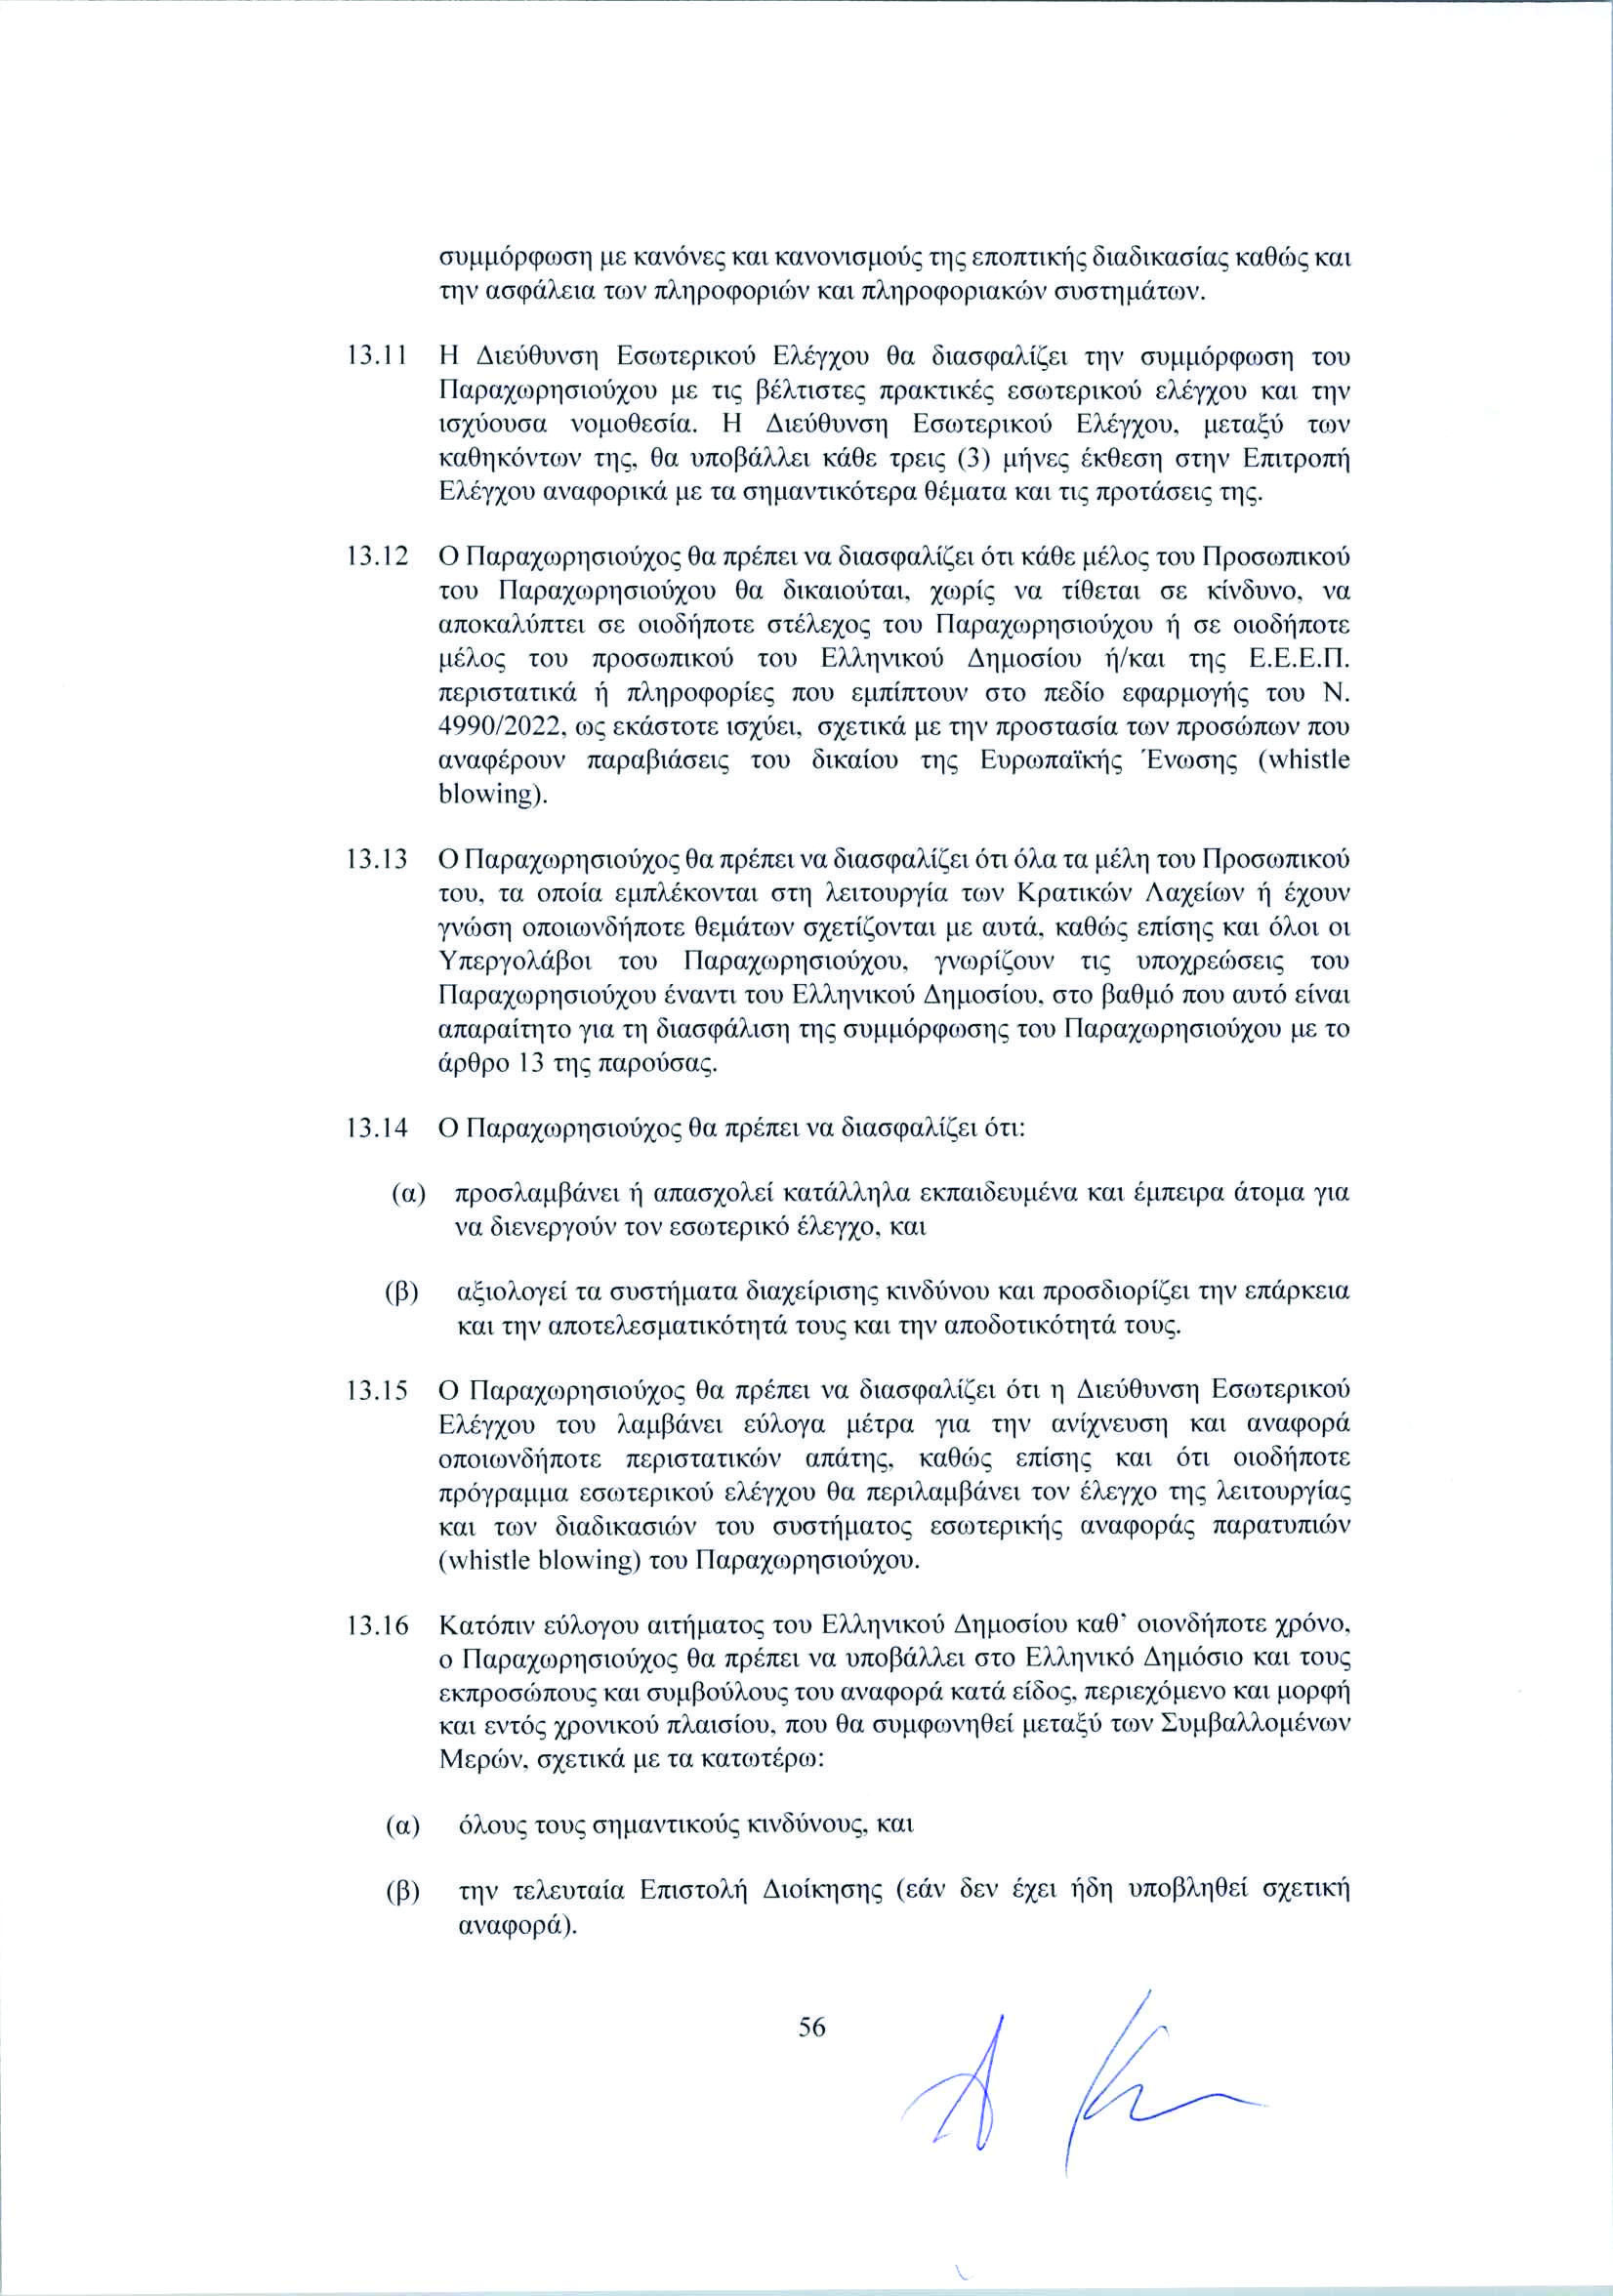 συμμόρφωση με κανόνες και κανονισμούς της εποπτικής διαδικασίας καθώς και
την ασφάλεια των πληροφοριών και πληροφοριακών συστημάτων.
13.11 Η Διεύθυνση Εσωτερικού Ελέγχου θα διασφαλίζει την συμμόρφωση του
Παραχωρησιούχου με τις βέλτιστες πρακτικές εσωτερικού ελέγχου και την
ισχύουσα νομοθεσία. Η Διεύθυνση Εσωτερικού Ελέγχου, μεταξύ των
καθηκόντων της, θα υποβάλλει κάθε τρεις (3) μήνες έκθεση στην Επιτροπή
Ελέγχου αναφορικά με τα σημαντικότερα θέματα και τις προτάσεις της.
13.12 Ο Παραχωρησιούχος θα πρέπει να διασφαλίζει ότι κάθε μέλος του Προσωπικού
του Παραχωρησιούχου θα δικαιούται, χωρίς να τίθεται σε κίνδυνο, να
αποκαλύπτει σε οιοδήποτε στέλεχος του Παραχωρησιούχου ή σε οιοδήποτε
μέλος του προσωπικού του Ελληνικού Δημοσίου ή/και της Ε.Ε.Ε.Π.
περιστατικά ή πληροφορίες που εμπίπτουν στο πεδίο εφαρμογής του Ν.
4990/2022, ως εκάστοτε ισχύει, σχετικά με την προστασία των προσώπων που
αναφέρουν παραβιάσεις του δικαίου της Ευρωπαϊκής Ένωσης (whistle
blowing).
13.13 Ο Παραχωρησιούχος θα πρέπει να διασφαλίζει ότι όλα τα μέλη του Προσωπικού
του, τα οποία εμπλέκονται στη λειτουργία των Κρατικών Λαχείων ή έχουν
γνώση οποιωνδήποτε θεμάτων σχετίζονται με αυτά, καθώς επίσης και όλοι οι
Υπεργολάβοι του Παραχωρησιούχου, γνωρίζουν τις υποχρεώσεις του
Παραχωρησιούχου έναντι του Ελληνικού Δημοσίου, στο βαθμό που αυτό είναι
απαραίτητο για τη διασφάλιση της συμμόρφωσης του Παραχωρησιούχου με το
άρθρο 13 της παρούσας.
13.14 Ο Παραχωρησιούχος θα πρέπει να διασφαλίζει ότι:
(α) προσλαμβάνει ή απασχολεί κατάλληλα εκπαιδευμένα και έμπειρα άτομα για
να διενεργούν τον εσωτερικό έλεγχο, και
(β) αξιολογεί τα συστήματα διαχείρισης κινδύνου και προσδιορίζει την επάρκεια
και την αποτελεσματικότητά τους και την αποδοτικότητά τους.
13.15 Ο Παραχωρησιούχος θα πρέπει να διασφαλίζει ότι η Διεύθυνση Εσωτερικού
Ελέγχου του λαμβάνει εύλογα μέτρα για την ανίχνευση και αναφορά
οποιωνδήποτε περιστατικών απάτης, καθώς επίσης και ότι οιοδήποτε
πρόγραμμα εσωτερικού ελέγχου θα περιλαμβάνει τον έλεγχο της λειτουργίας
και των διαδικασιών του συστήματος εσωτερικής αναφοράς παρατυπιών
(whistle blowing) του Παραχωρησιούχου.
13.16 Κατόπιν εύλογου αιτήματος του Ελληνικού Δημοσίου καθ’ οιονδήποτε χρόνο,
ο Παραχωρησιούχος θα πρέπει να υποβάλλει στο Ελληνικό Δημόσιο και τους
εκπροσώπους και συμβούλους του αναφορά κατά είδος, περιεχόμενο και μορφή
και εντός χρονικού πλαισίου, που θα συμφωνηθεί μεταξύ των Συμβαλλομένων
Μερών, σχετικά με τα κατωτέρω:
(α) όλους τους σημαντικούς κινδύνους, και
(β) την τελευταία Επιστολή Διοίκησης (εάν δεν έχει ήδη υποβληθεί σχετική
αναφορά).
56